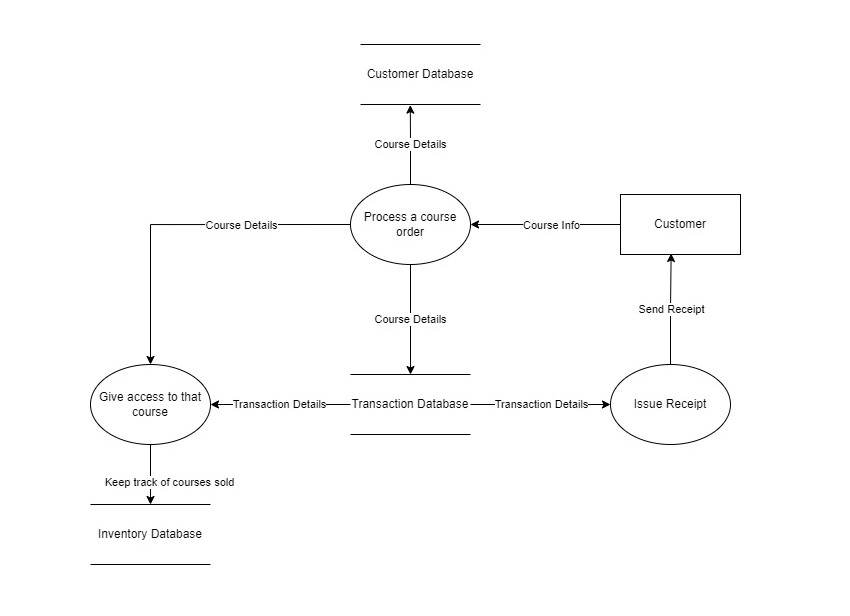 Customer Database
Course Details
Process a course
order
Course Details
Course Info
Customer
Course Details
Send Receipt
Give access to that
course
Transaction Details
Transaction Database
Transaction Details
Issue Receipt
Keep track of courses sold
Inventory Database